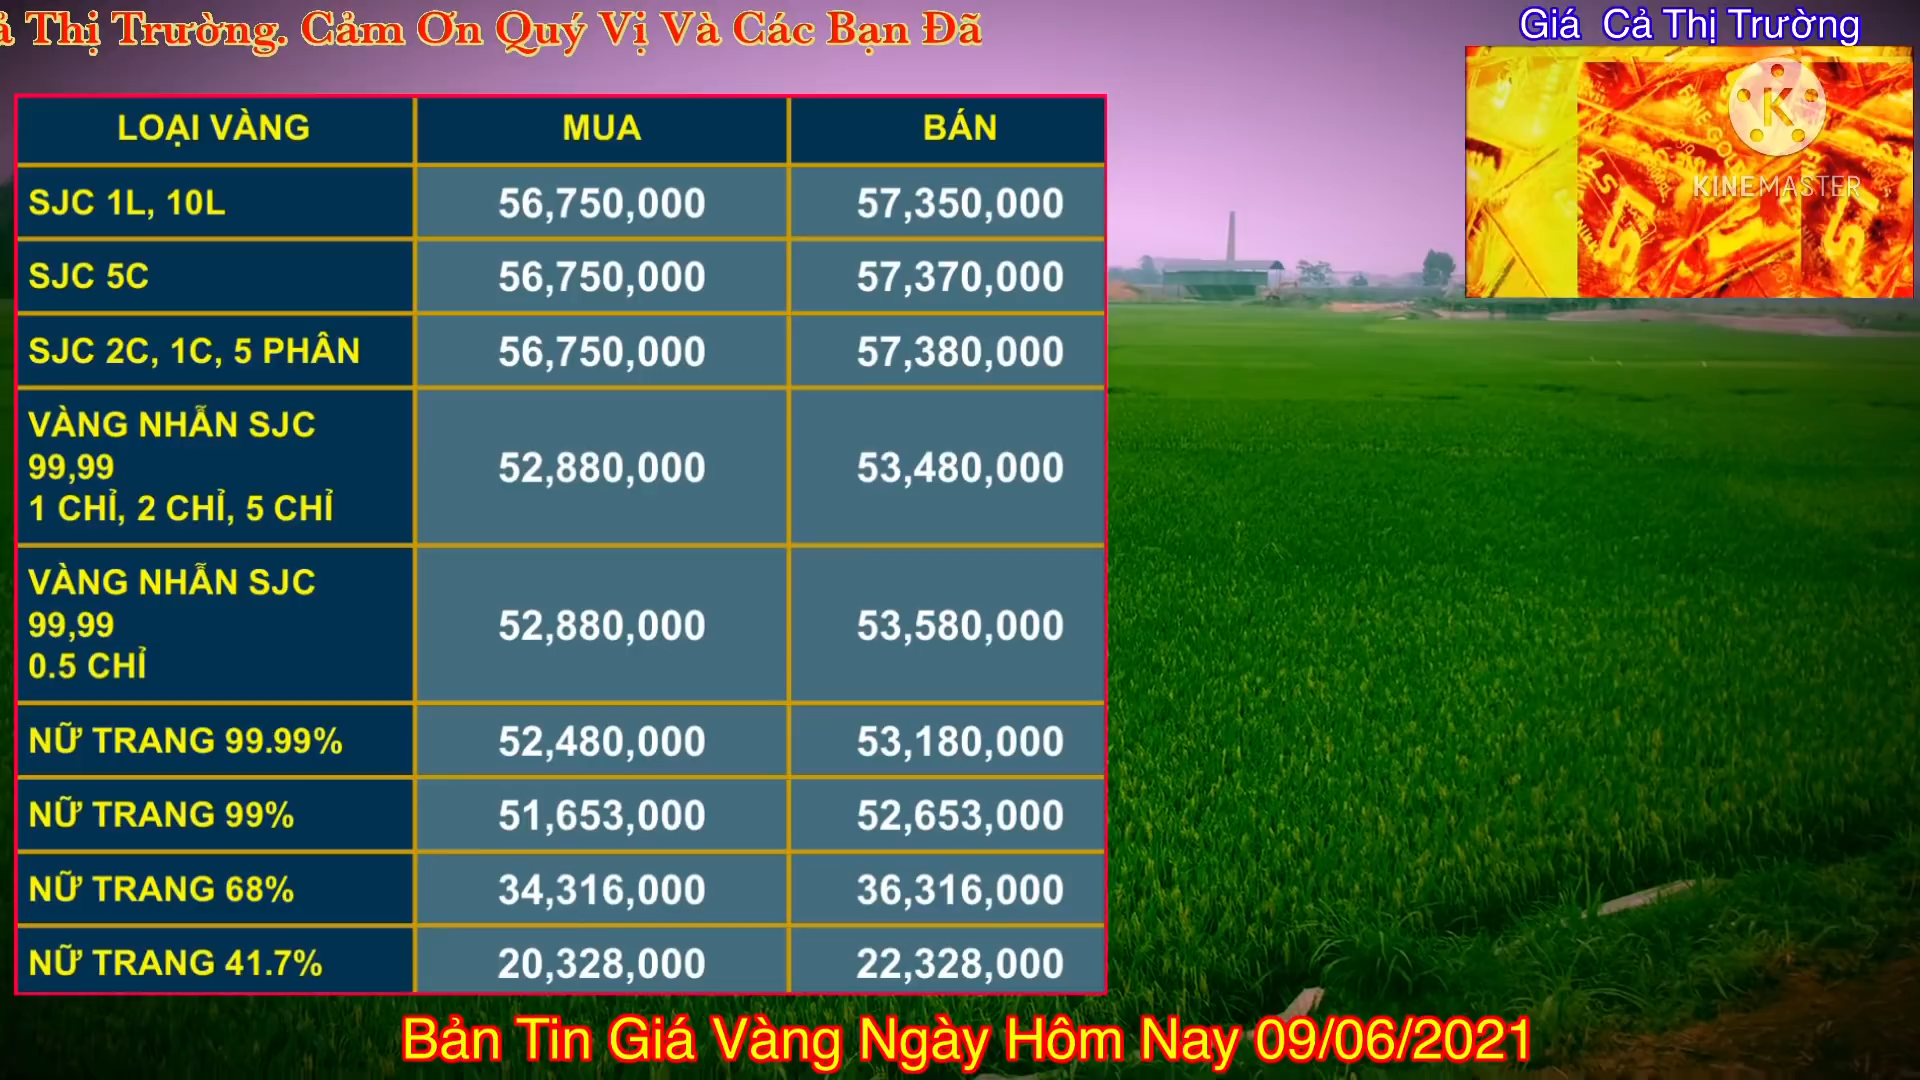 Thị Trường. Cảm Ơn Quý Vị Và Các Bạn Đã
Giá Cả Thị Trường
KINEMASTER
LOẠI VÀNG MUA BÁN
SJC 1L, 10L 56,750,000 57,350,000
SJC 5C 56,750,000 57,370,000
SJC 2C, 1C, 5 PHÂN 56,750,000 57,380,000
VÀNG NHẪN SJC
99,99 52,880,000 53,480,000
1 CHỈ, 2 CHỈ, 5 CHỈ
VÀNG NHẪN SJC
99,99 52,880,000 53,580,000
0.5 CHỈ
NỮ TRANG 99.99% 52,480,000 53,180,000
NỮ TRANG 99% 51,653,000 52,653,000
NỮ TRANG 68% 34,316,000 36,316,000
NỮ TRANG 41.7% 20,328,000 22,328,000
Bản Tin Giá Vàng Ngày Hôm Nay 09/06/2021